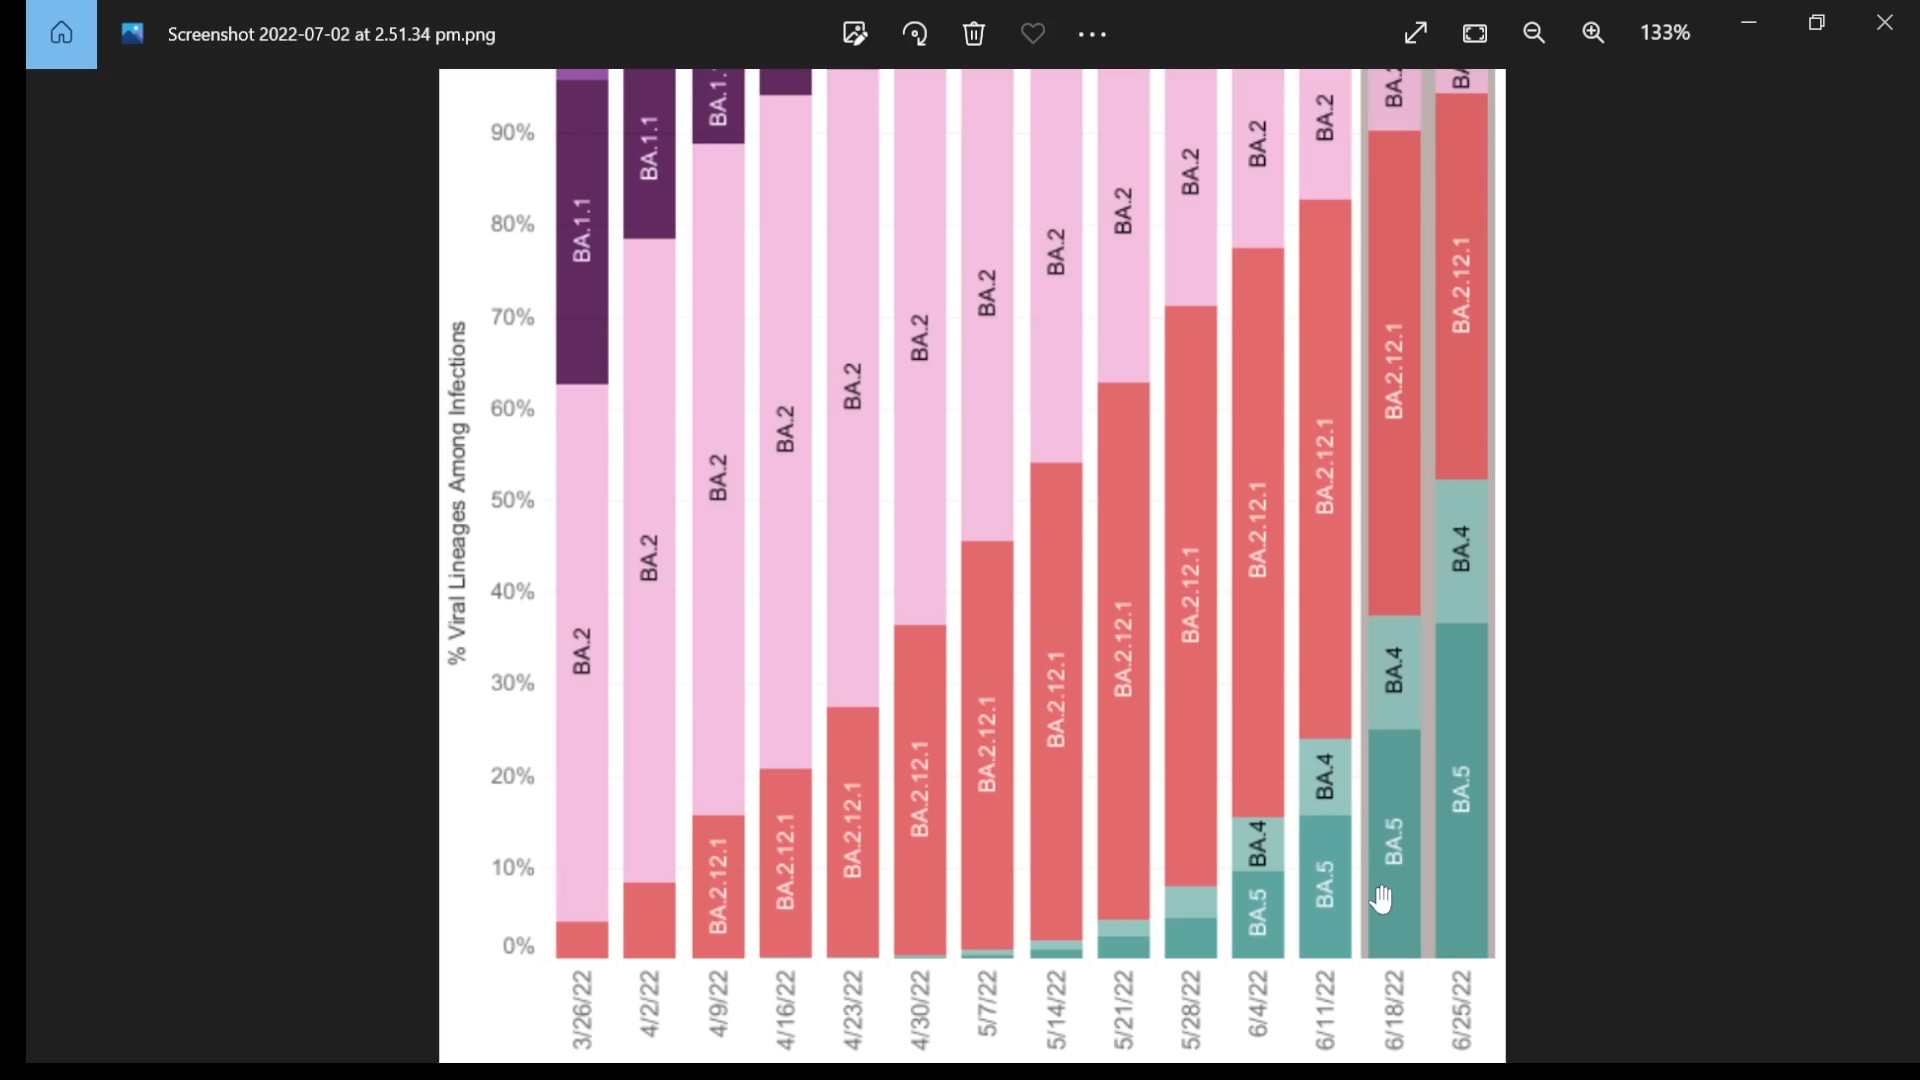 Screenshot 2022-07-02 at 2.51.34 pm.png
133%
% Viral Lineages Among Infections
90%
80%
70%
60%
50%
40%
30%
20%
10%
0%
BA.1.1
BA.2
BA.1.1
BA.2
BA.1.
BA.2
BA.2.12.1
BA.2
BA.2.12.1
BA.2
BA.2.12.1
BA.2
BA.2.12.1
BA.2
BA.2.12.1
BA.2
BA.2.12.1
BA.2
BA.2.12.1
BA.2
BA.2.12.1
BA.2
BA.2.12.1
BA.4
BA.5
BA.2
BA.2.12.1
BA.4
BA.5
BA.2
BA.2.12.1
BA.4
BA.5
BA
BA.2.12.1
BA.4
BA.5
3/26/22
4/2/22
4/9/22
4/16/22
4/23/22
4/30/22
5/7/22
5/14/22
5/21/22
5/28/22
6/4/22
6/11/22
6/18/22
6/25/22